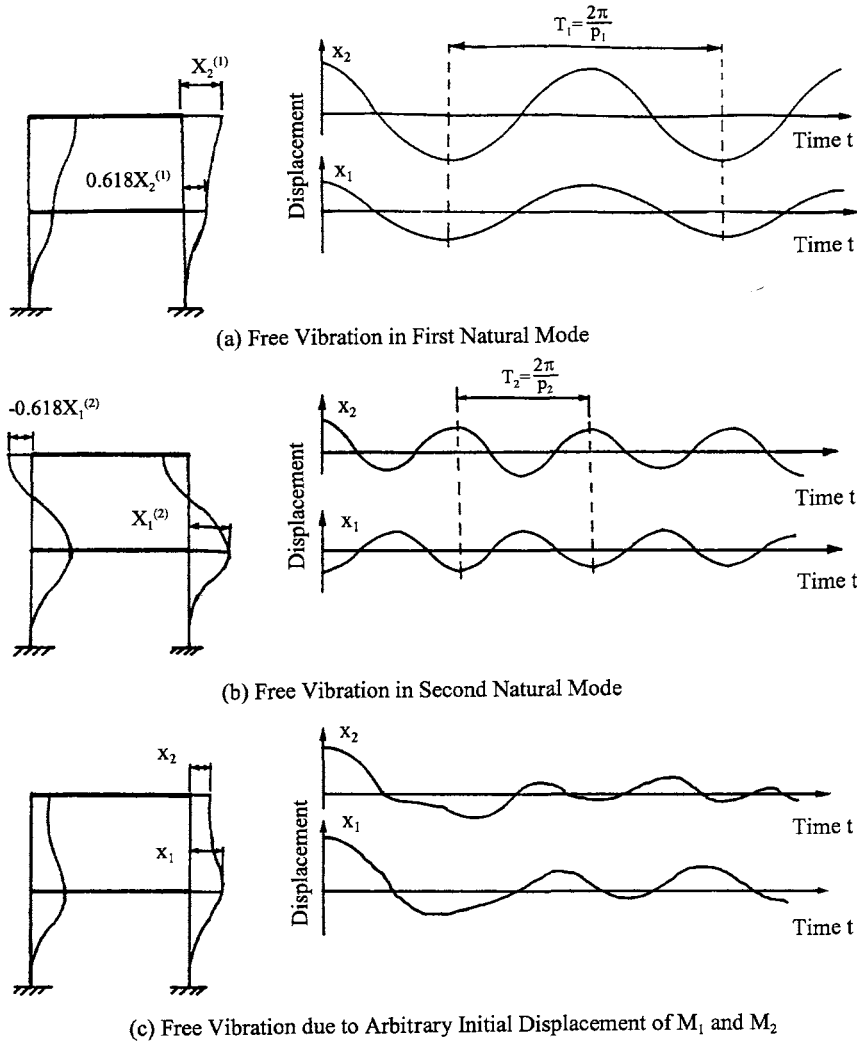 T₁=2π/p₁
X₂⁽¹⁾
x₂
Displacement
Time t
0.618X₂⁽¹⁾
x₁
Time t
(a) Free Vibration in First Natural Mode
T₂=2π/p₂
-0.618X₁⁽²⁾
x₂
Displacement
Time t
X₁⁽²⁾
x₁
Time t
(b) Free Vibration in Second Natural Mode
x₂
x₂
Displacement
Time t
x₁
x₁
Time t
(c) Free Vibration due to Arbitrary Initial Displacement of M₁ and M₂